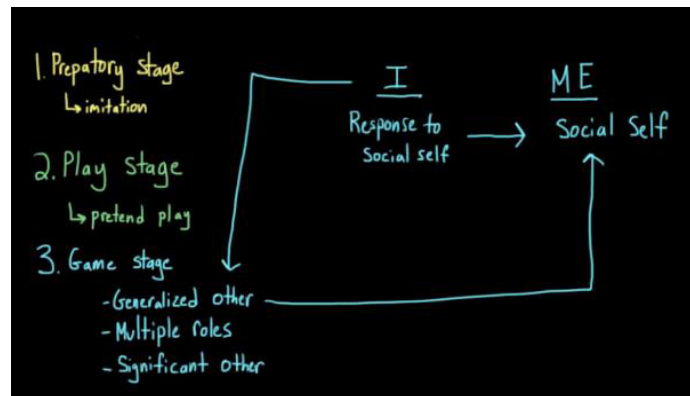 1. Prepatory stage
↳ imitation
2. Play stage
↳ pretend play
3. Game stage
- Generalized other
- Multiple roles
- Significant other
I
Response to
Social self
ME
Social Self